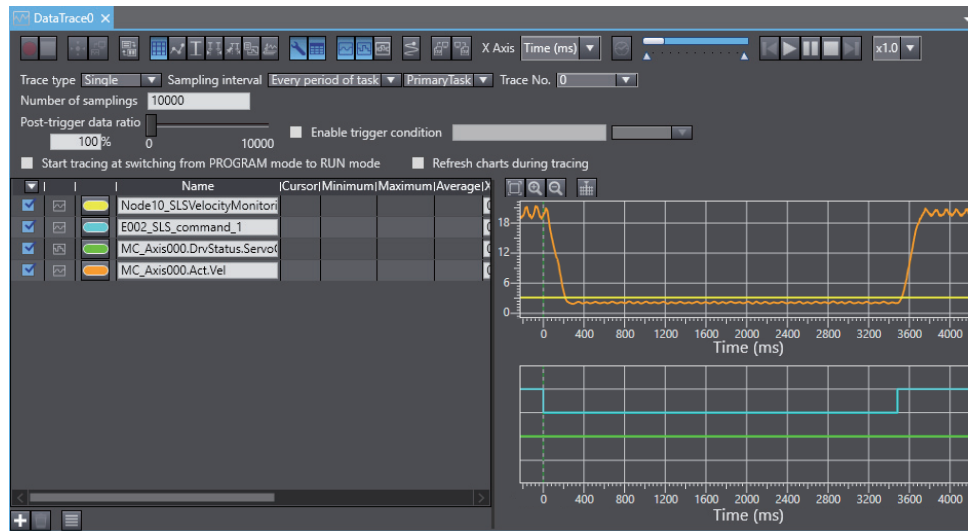 DataTrace0 ×
X Axis Time (ms) x1.0
Trace type Single Sampling interval Every period of task PrimaryTask Trace No. 0
Number of samplings 10000
Post-trigger data ratio
100 % 0 10000 Enable trigger condition
Start tracing at switching from PROGRAM mode to RUN mode Refresh charts during tracing
Name Cursor Minimum Maximum Average X
Node10_SLSVelocityMonitori
E002_SLS_command_1
MC_Axis000.DrvStatus.Servo
MC_Axis000.Act.Vel
18
12
6
0
0 400 800 1200 1600 2000 2400 2800 3200 3600 4000
Time (ms)
0 400 800 1200 1600 2000 2400 2800 3200 3600 4000
Time (ms)